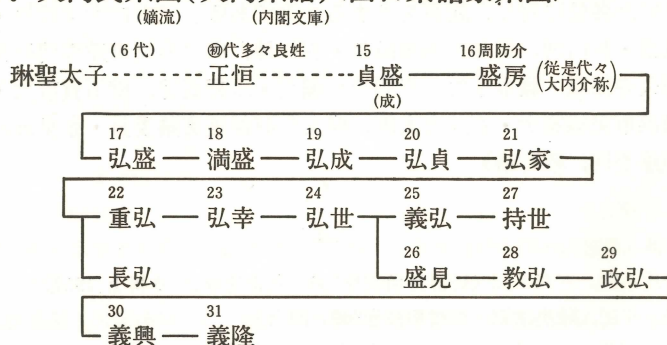 (嫡流) (内閣文庫)
(6代) ㊞代多々良姓 15 16周防介
琳聖太子 正恒 貞盛 盛房 (従是代々大内介称)
(成)
17 18 19 20 21
弘盛 満盛 弘成 弘貞 弘家
22 23 24 25 27
重弘 弘幸 弘世 義弘 持世
26 28 29
長弘 盛見 教弘 政弘
30 31
義興 義隆